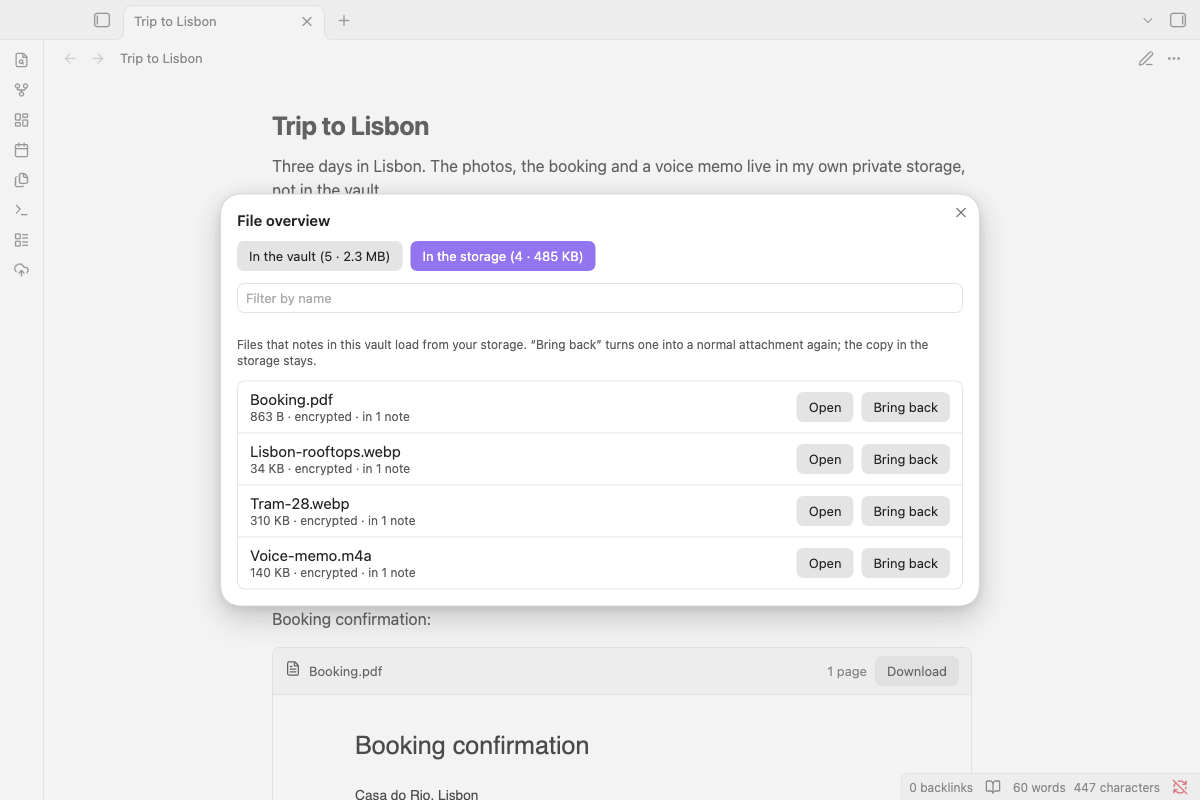 Trip to Lisbon
Trip to Lisbon
Trip to Lisbon
Three days in Lisbon. The photos, the booking and a voice memo live in my own private storage,
not in the vault.
File overview
In the vault (5 · 2.3 MB)
In the storage (4 · 485 KB)
Filter by name
Files that notes in this vault load from your storage. “Bring back” turns one into a normal attachment again; the copy in the
storage stays.
Booking.pdf
863 B · encrypted · in 1 note
Open
Bring back
Lisbon-rooftops.webp
34 KB · encrypted · in 1 note
Open
Bring back
Tram-28.webp
310 KB · encrypted · in 1 note
Open
Bring back
Voice-memo.m4a
140 KB · encrypted · in 1 note
Open
Bring back
Booking confirmation:
Booking.pdf
1 page
Download
Booking confirmation
Casa do Rio, Lisbon
0 backlinks
60 words
447 characters